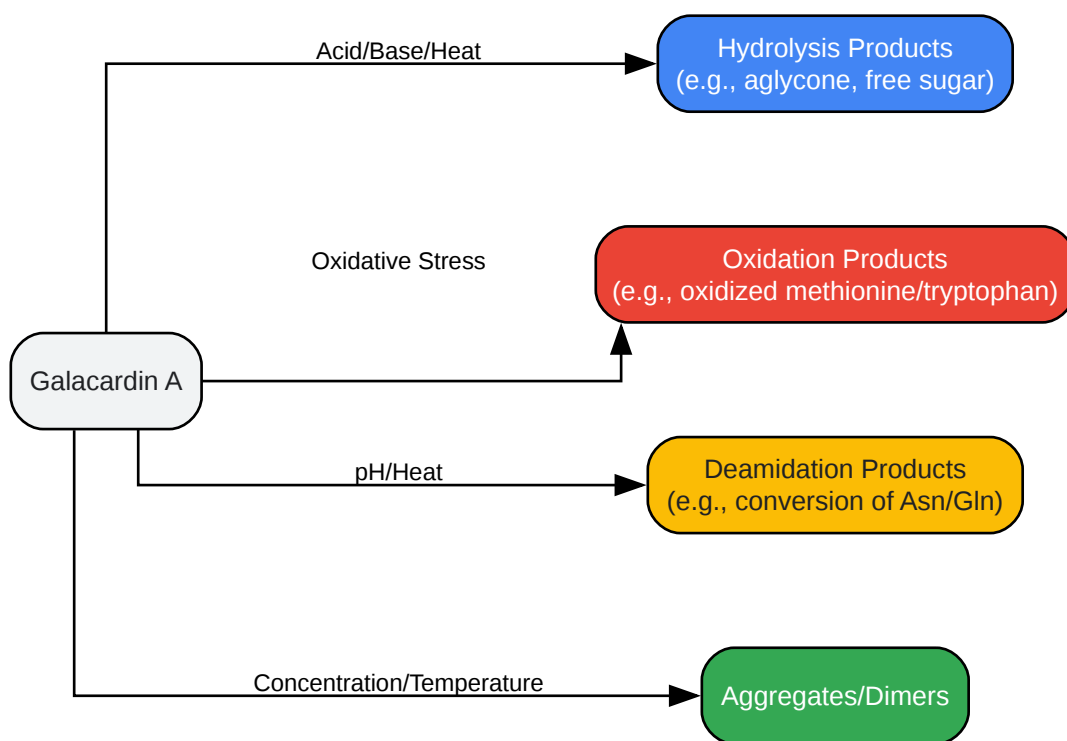 Acid/Base/Heat
Hydrolysis Products
(e.g., aglycone, free sugar)
Oxidative Stress
Oxidation Products
(e.g., oxidized methionine/tryptophan)
Galacardin A
pH/Heat
Deamidation Products
(e.g., conversion of Asn/Gln)
Concentration/Temperature
Aggregates/Dimers